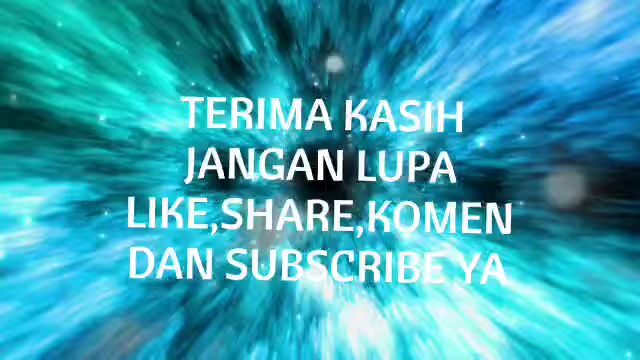 TERIMA KASIH
JANGAN LUPA
LIKE,SHARE,KOMEN
DAN SUBSCRIBE YA